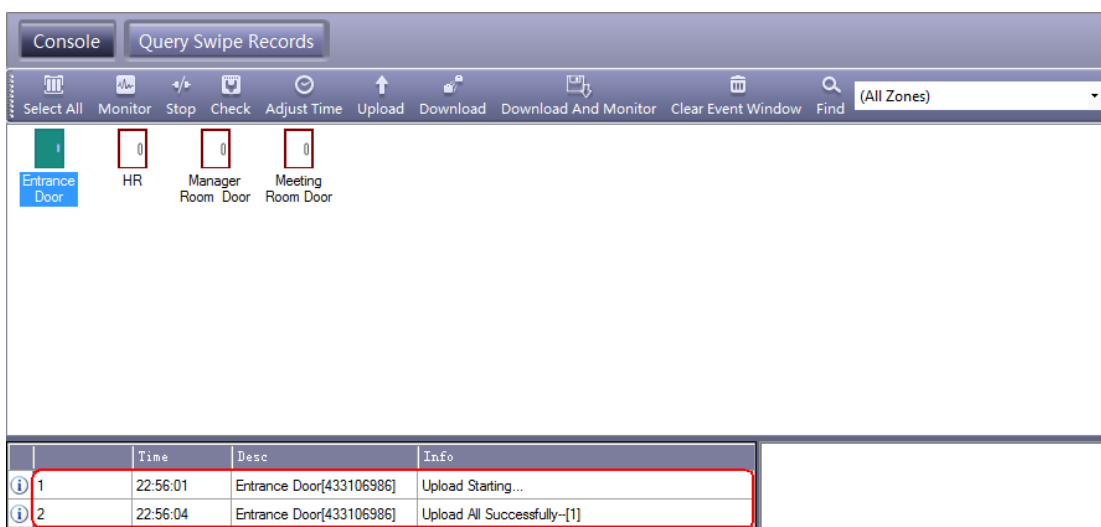 Console Query Swipe Records
Select All Monitor Stop Check Adjust Time Upload Download Download And Monitor Clear Event Window Find (All Zones)
Entrance HR Manager Meeting
Door Room Door Room Door
Time Desc Info
1 22:56:01 Entrance Door[433106986] Upload Starting...
2 22:56:04 Entrance Door[433106986] Upload All Successfully--[1]